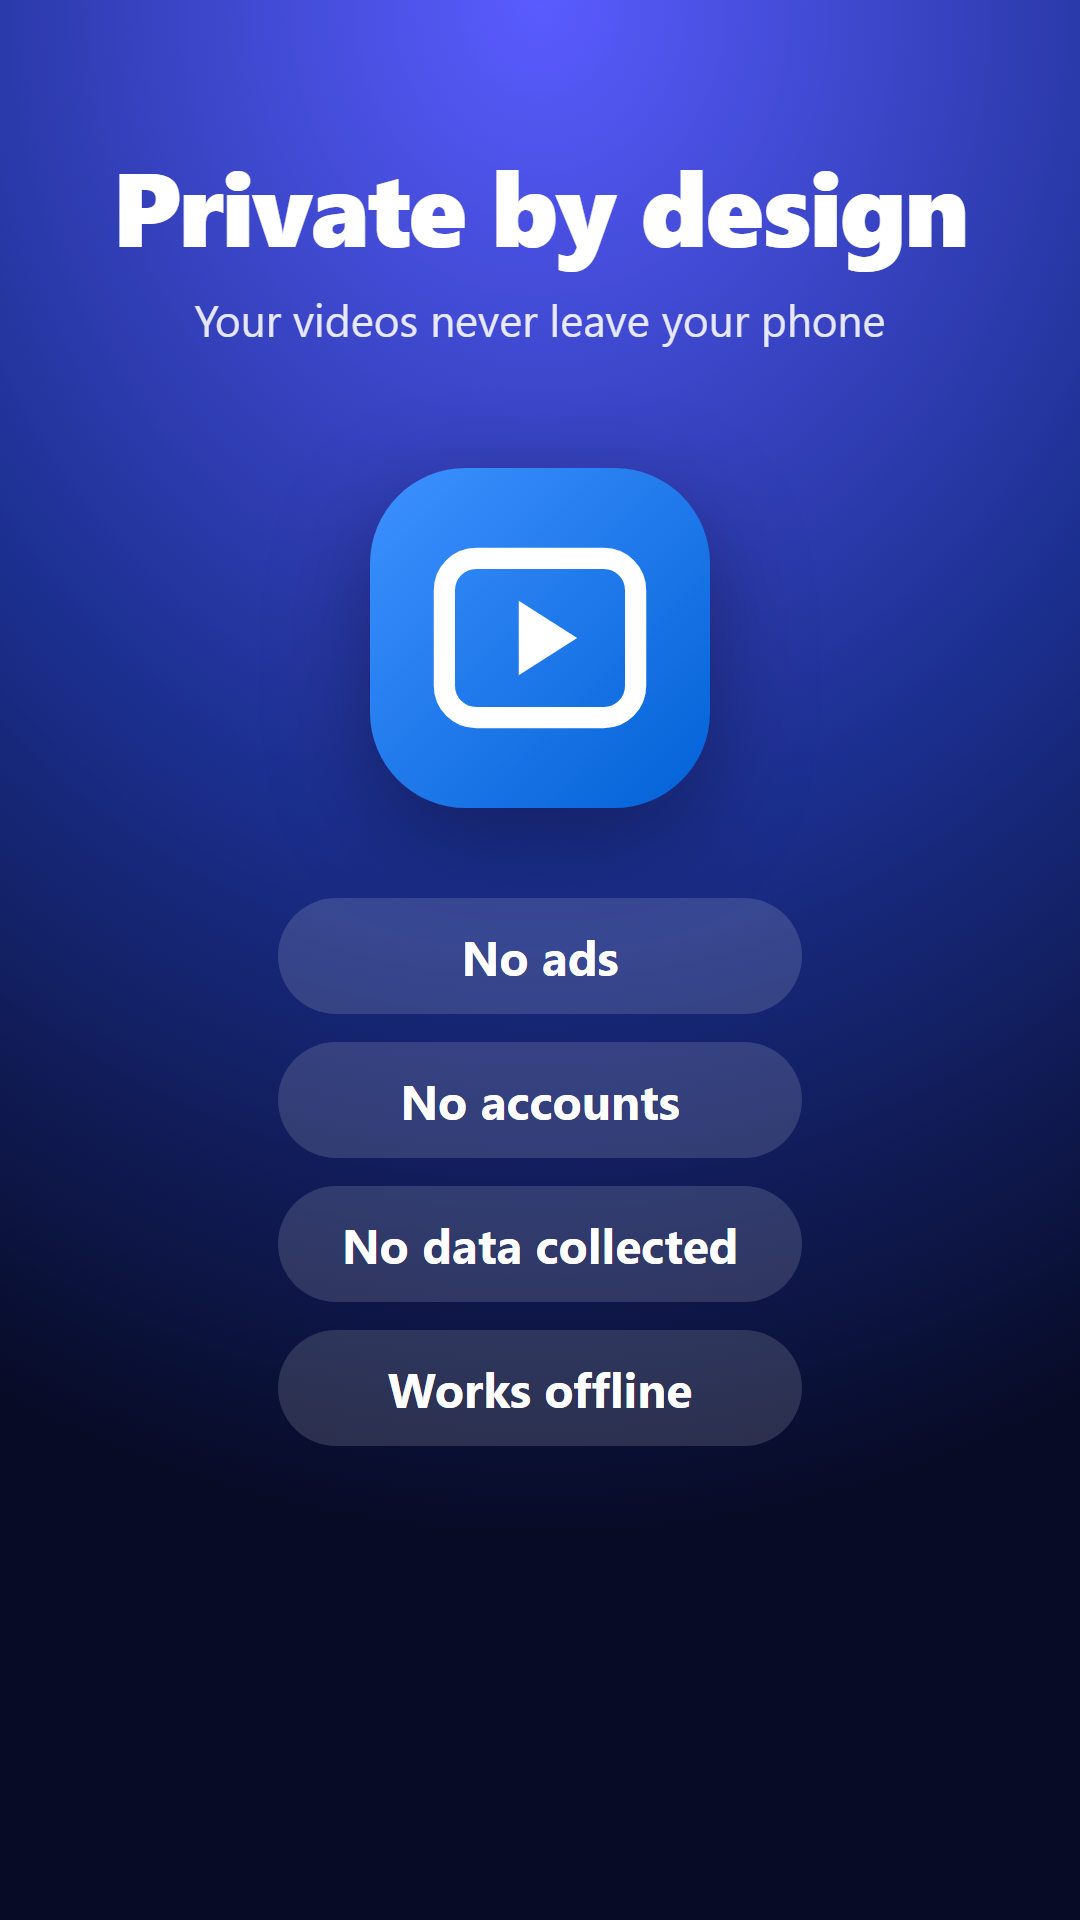 Private by design
Your videos never leave your phone
No ads
No accounts
No data collected
Works offline